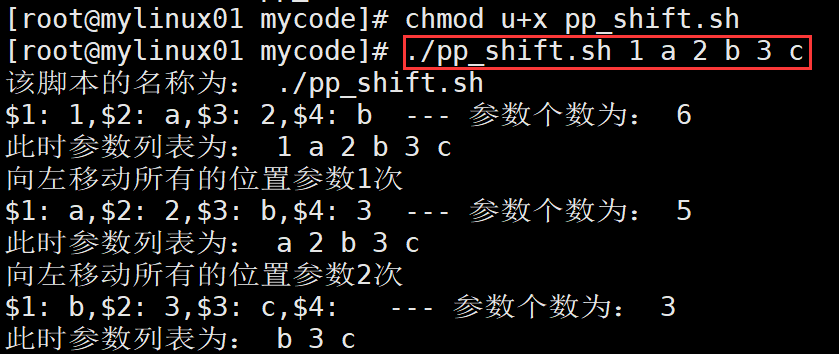 [root@mylinux01 mycode]# chmod u+x pp_shift.sh
[root@mylinux01 mycode]# ./pp_shift.sh 1 a 2 b 3 c
该脚本的名称为： ./pp_shift.sh
$1: 1,$2: a,$3: 2,$4: b  --- 参数个数为： 6
此时参数列表为： 1 a 2 b 3 c
向左移动所有的位置参数1次
$1: a,$2: 2,$3: b,$4: 3  --- 参数个数为： 5
此时参数列表为： a 2 b 3 c
向左移动所有的位置参数2次
$1: b,$2: 3,$3: c,$4:   --- 参数个数为： 3
此时参数列表为： b 3 c